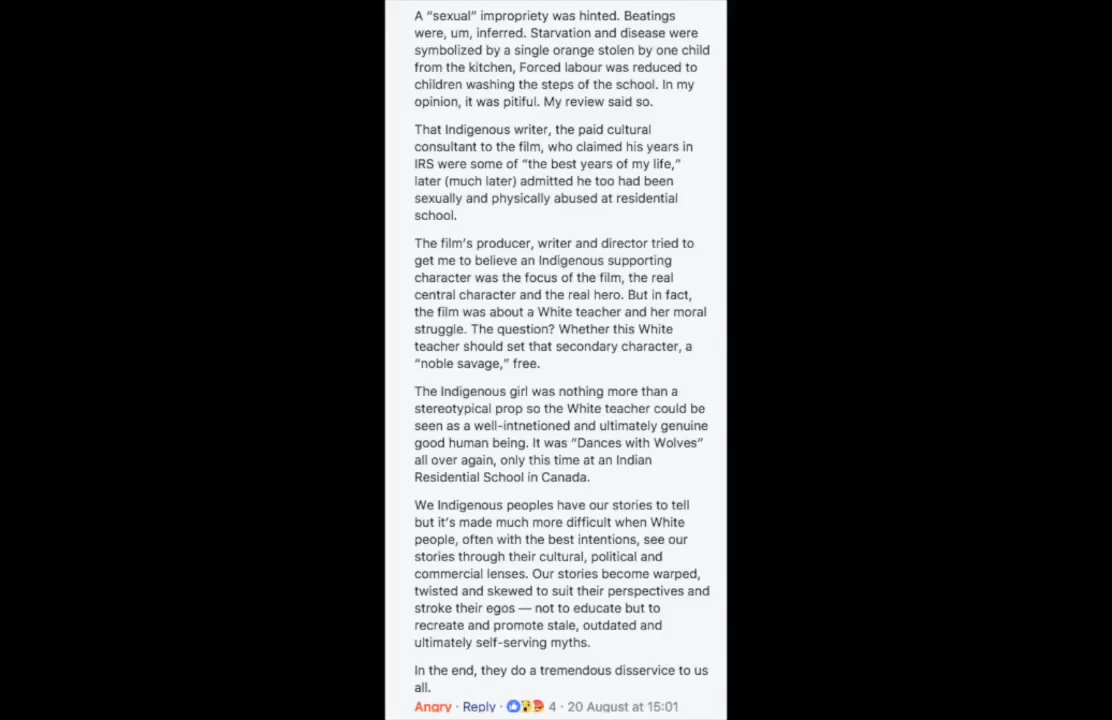 A “sexual” impropriety was hinted. Beatings
were, um, inferred. Starvation and disease were
symbolized by a single orange stolen by one child
from the kitchen, Forced labour was reduced to
children washing the steps of the school. In my
opinion, it was pitiful. My review said so.
That Indigenous writer, the paid cultural
consultant to the film, who claimed his years in
IRS were some of “the best years of my life,”
later (much later) admitted he too had been
sexually and physically abused at residential
school.
The film’s producer, writer and director tried to
get me to believe an Indigenous supporting
character was the focus of the film, the real
central character and the real hero. But in fact,
the film was about a White teacher and her moral
struggle. The question? Whether this White
teacher should set that secondary character, a
“noble savage,” free.
The Indigenous girl was nothing more than a
stereotypical prop so the White teacher could be
seen as a well-intnetioned and ultimately genuine
good human being. It was “Dances with Wolves”
all over again, only this time at an Indian
Residential School in Canada.
We Indigenous peoples have our stories to tell
but it’s made much more difficult when White
people, often with the best intentions, see our
stories through their cultural, political and
commercial lenses. Our stories become warped,
twisted and skewed to suit their perspectives and
stroke their egos — not to educate but to
recreate and promote stale, outdated and
ultimately self-serving myths.
In the end, they do a tremendous disservice to us
all.
Angry · Reply · 4 · 20 August at 15:01